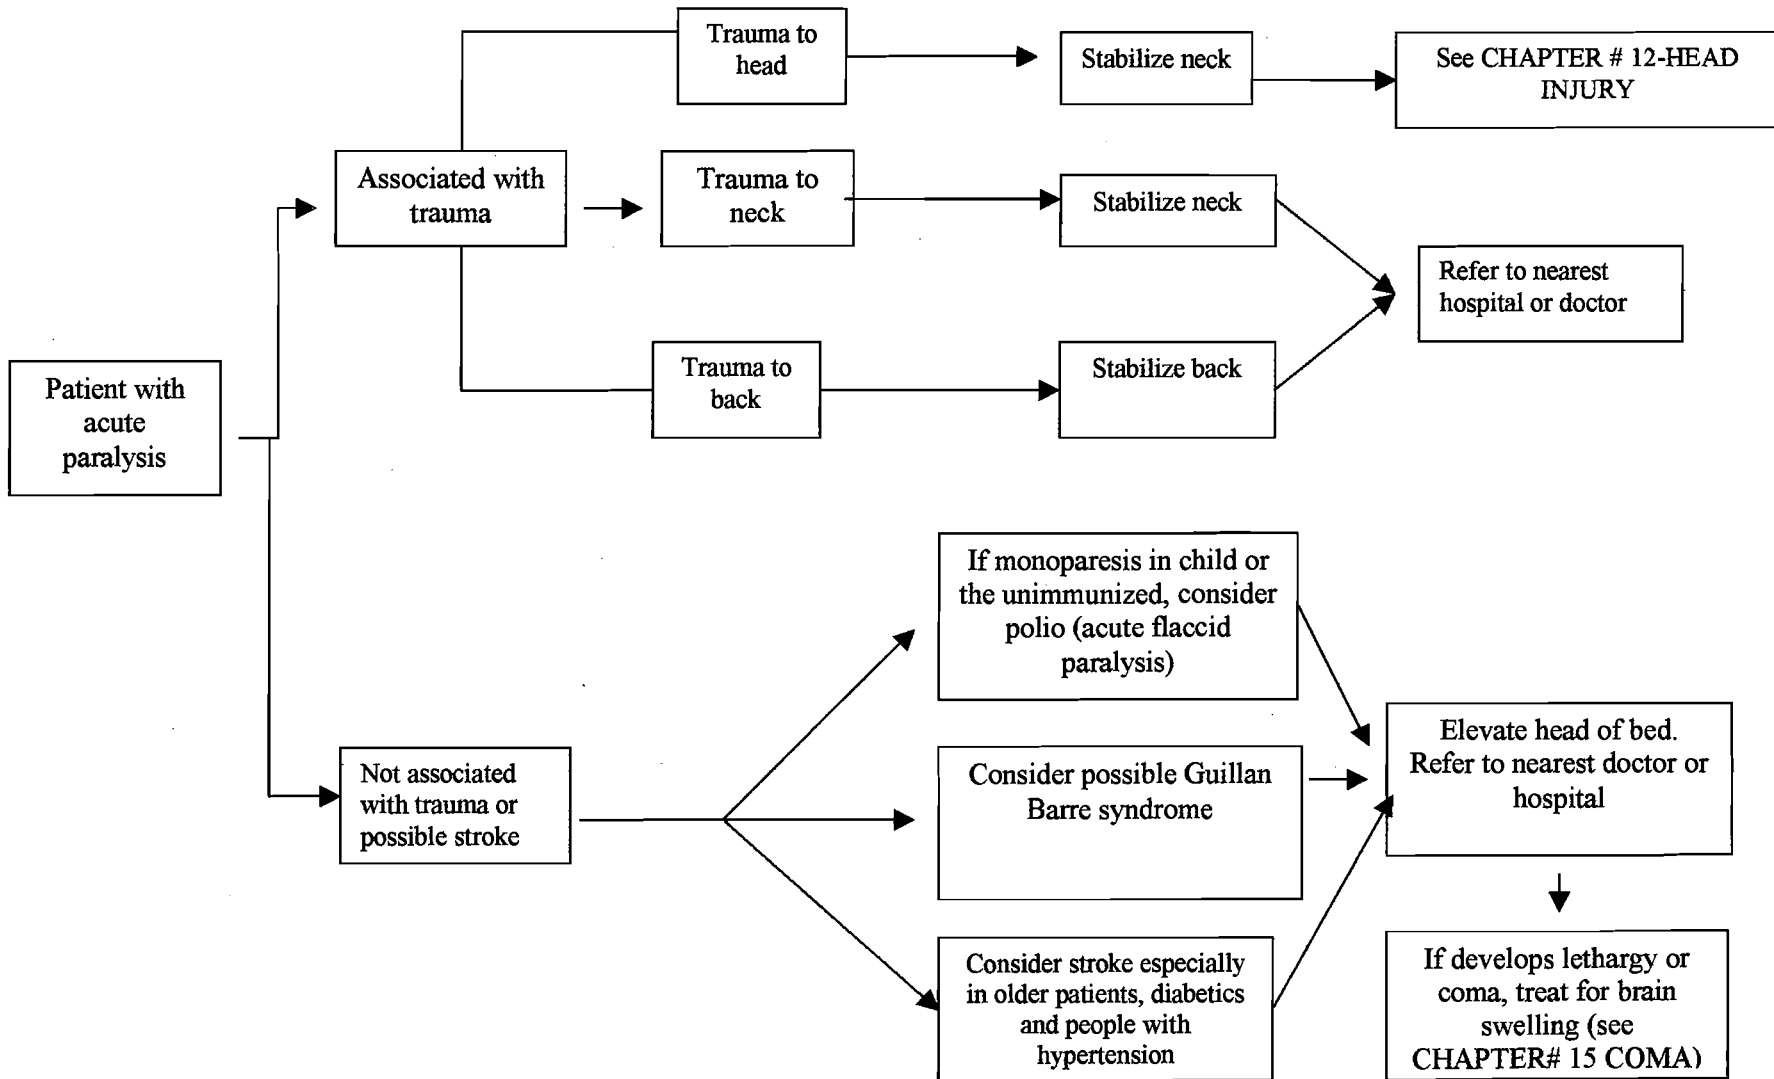 Patient with
acute
paralysis
Associated with
trauma
Trauma to
head
Stabilize neck
See CHAPTER # 12-HEAD
INJURY
Trauma to
neck
Stabilize neck
Trauma to
back
Stabilize back
Refer to nearest
hospital or doctor
Not associated
with trauma or
possible stroke
If monoparesis in child or
the unimmunized, consider
polio (acute flaccid
paralysis)
Consider possible Guillan
Barre syndrome
Consider stroke especially
in older patients, diabetics
and people with
hypertension
Elevate head of bed.
Refer to nearest doctor or
hospital
If develops lethargy or
coma, treat for brain
swelling (see
CHAPTER# 15 COMA)